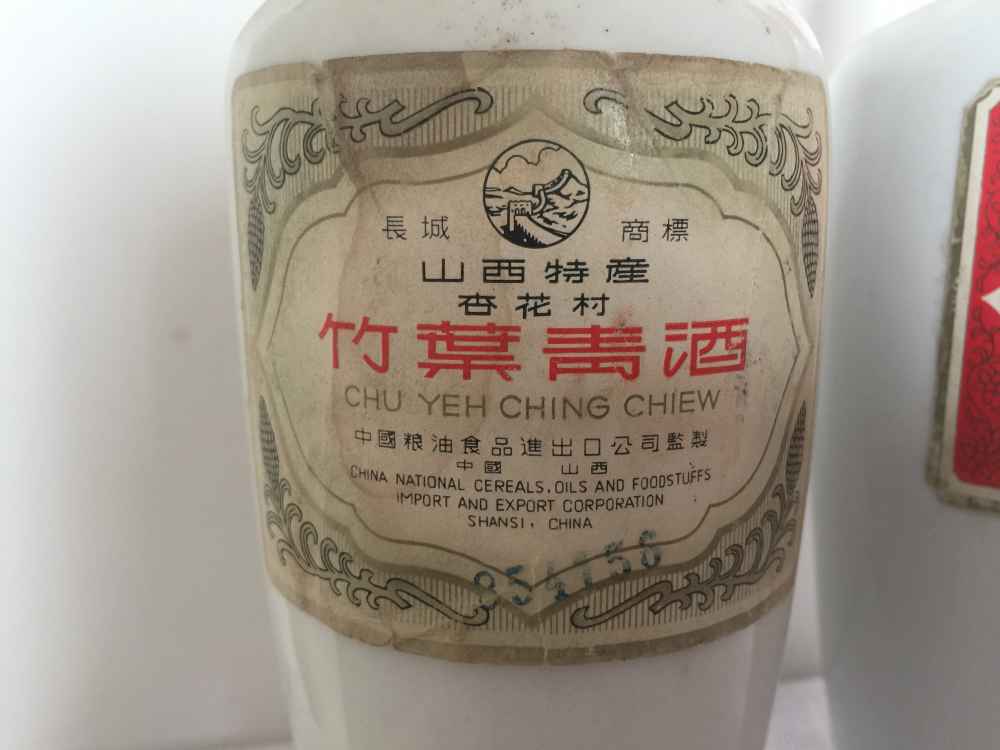 長城 商標
山西特産
杏花村
竹葉青酒
CHU YEH CHING CHIEW
中國粮油食品進出口公司監製
中國 山西
CHINA NATIONAL CEREALS, OILS AND FOODSTUFFS
IMPORT AND EXPORT CORPORATION
SHANSI, CHINA